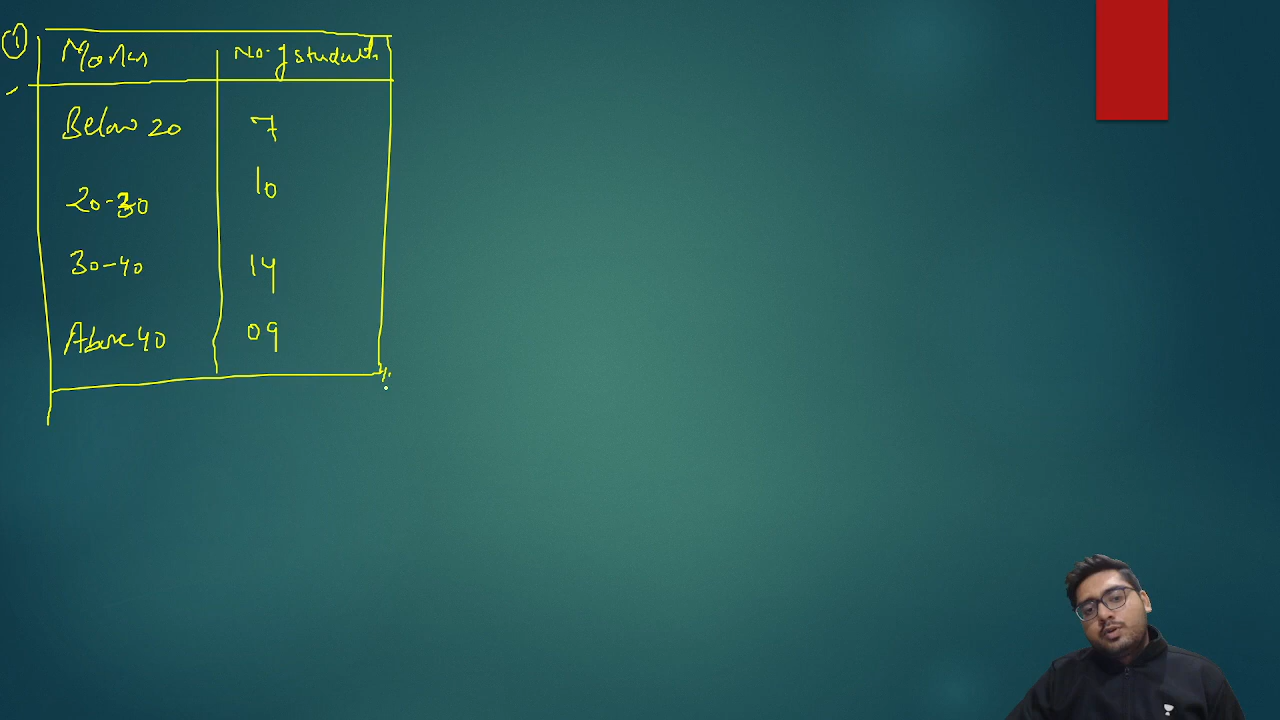 ①
Marks No. of students
Below 20 7
20-30 10
30-40 14
Above 40 09